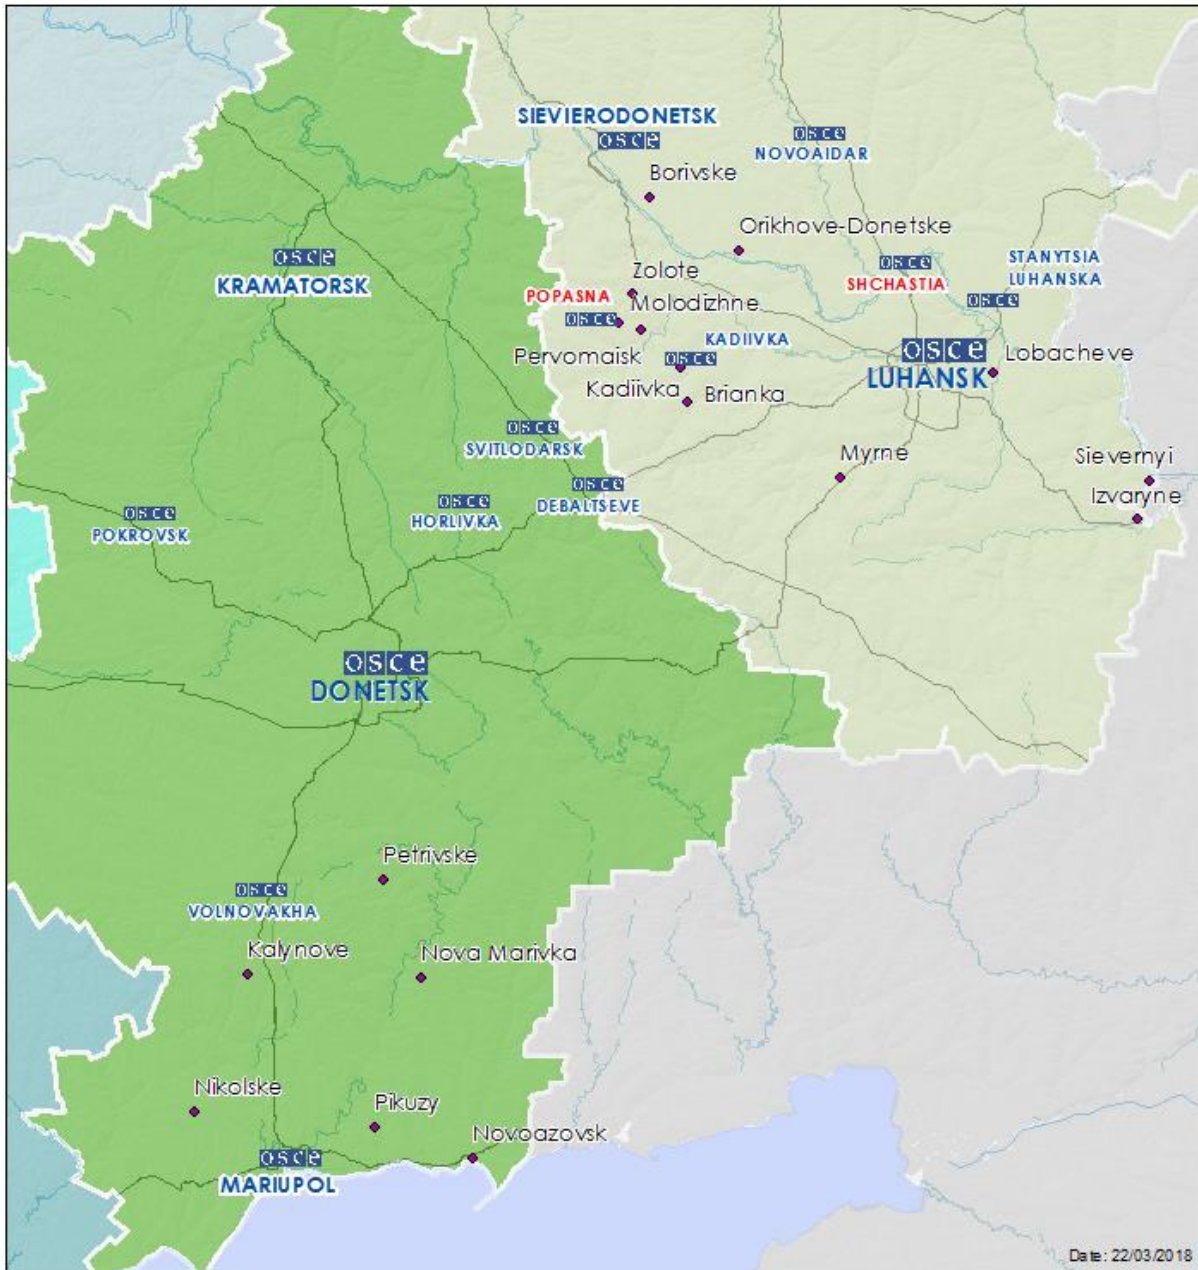 SIEVIERODONETSK
osce
osce
NOVOAIDAR
Borivske
Orikhove-Donetske
osce
KRAMATORSK
osce
SHCHASTIA
STANYTSIA
LUHANSKA
osce
Zolote
POPASNA
Molodizhne
osce
KADIIVKA
Pervomaisk
osce
osce
LUHANSK
Lobacheve
Kadiivka
Brianka
osce
SVITLODARSK
Myrne
Sievernyi
Izvaryne
osce
DEBALTSEVE
osce
HORLIVKA
osce
POKROVSK
osce
DONETSK
Petrivske
osce
VOLNOVAKHA
Kalynove
Nova Marivka
Nikolske
Pikuzy
Novoazovsk
osce
MARIUPOL
Date: 22/03/2018